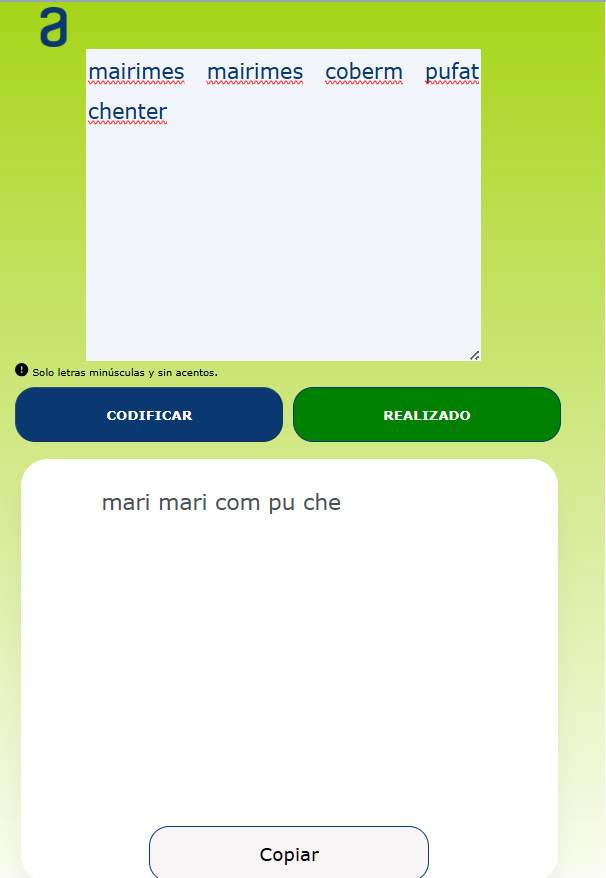 a
mairimes mairimes coberm pufat
chenter
Solo letras minúsculas y sin acentos.
CODIFICAR REALIZADO
mari mari com pu che
Copiar